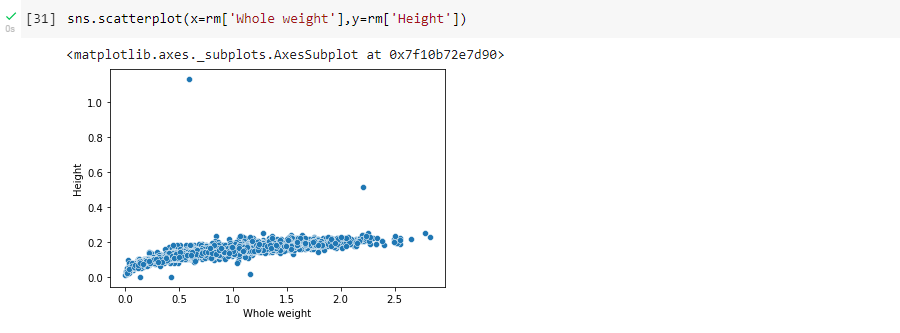 [31] sns.scatterplot(x=rm['Whole weight'],y=rm['Height'])
0s
<matplotlib.axes._subplots.AxesSubplot at 0x7f10b72e7d90>
1.0
0.8
0.6
0.4
0.2
0.0
Height
0.0 0.5 1.0 1.5 2.0 2.5
Whole weight